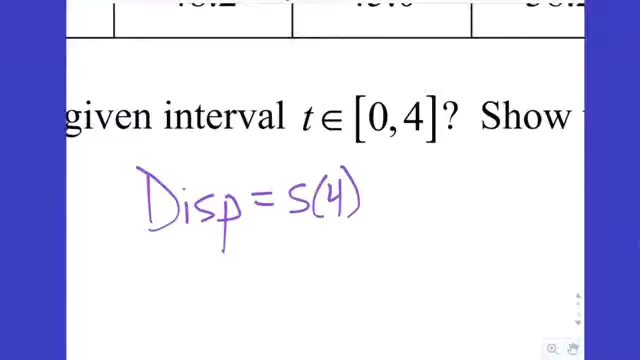 given interval t ∈ [0, 4]? Show
Disp = s(4)